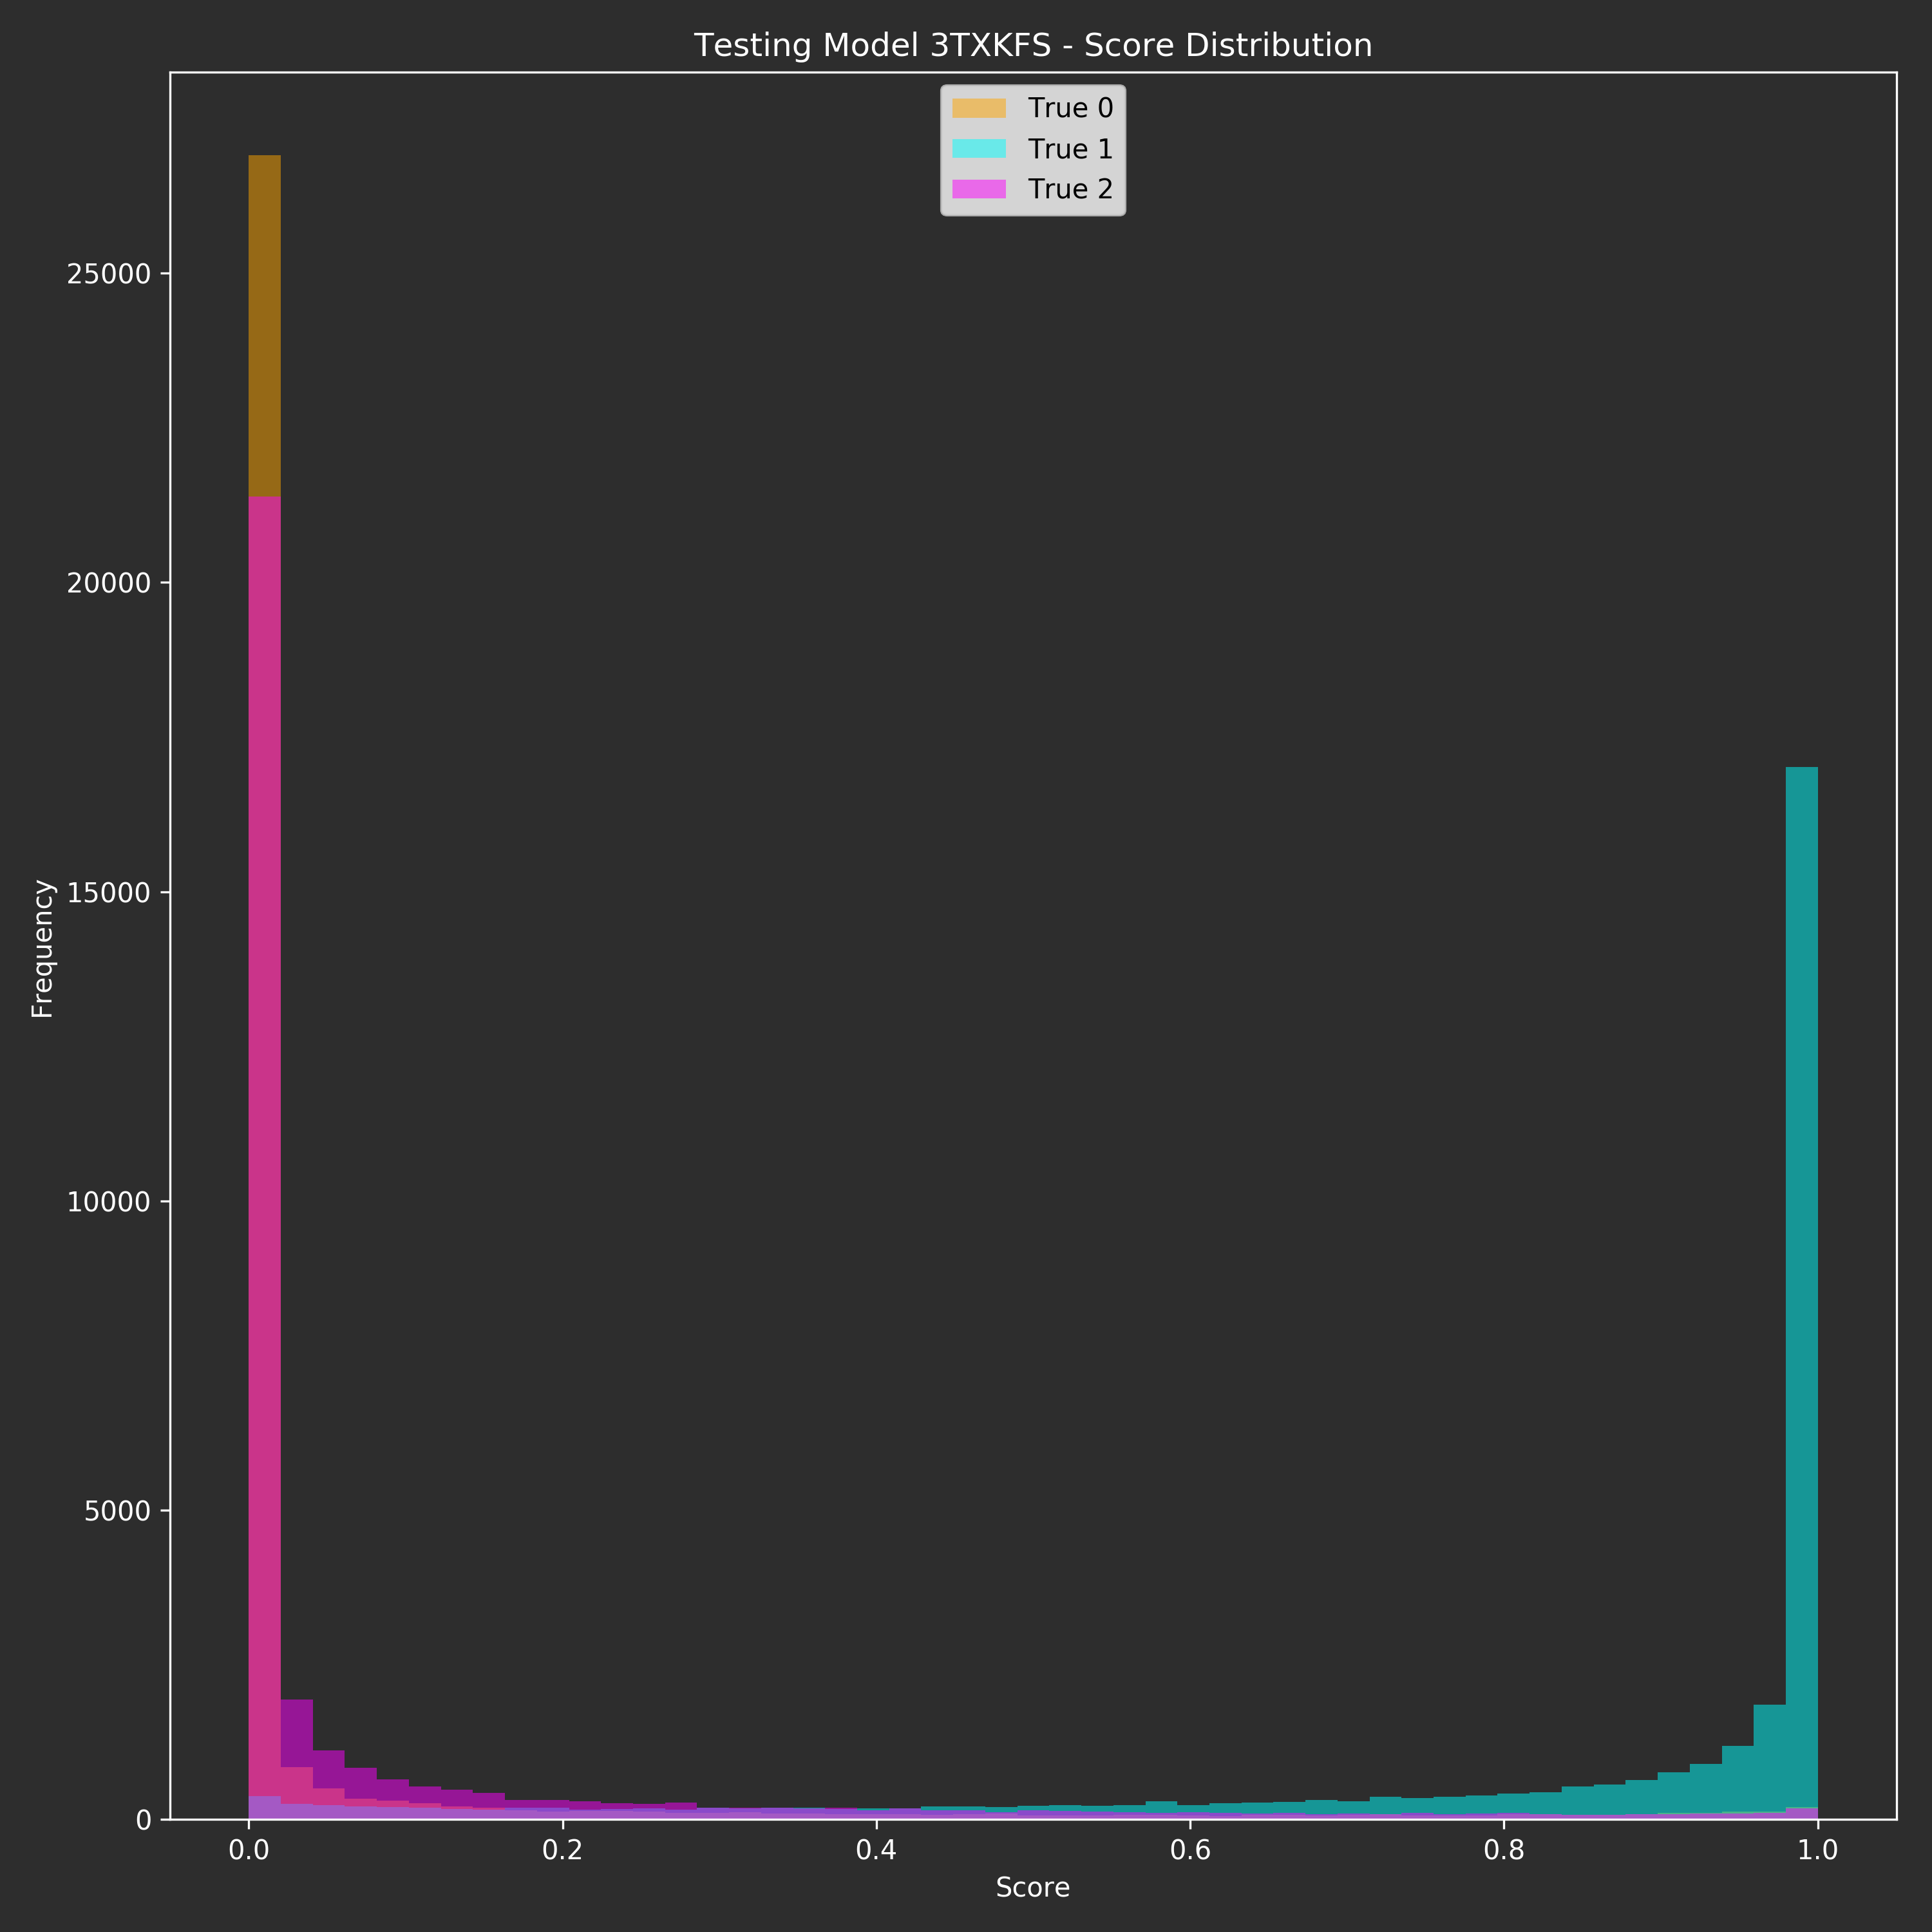 Testing Model 3TXKFS - Score Distribution
True 0
True 1
True 2
25000
20000
15000
10000
5000
0
Frequency
0.0 0.2 0.4 0.6 0.8 1.0
Score